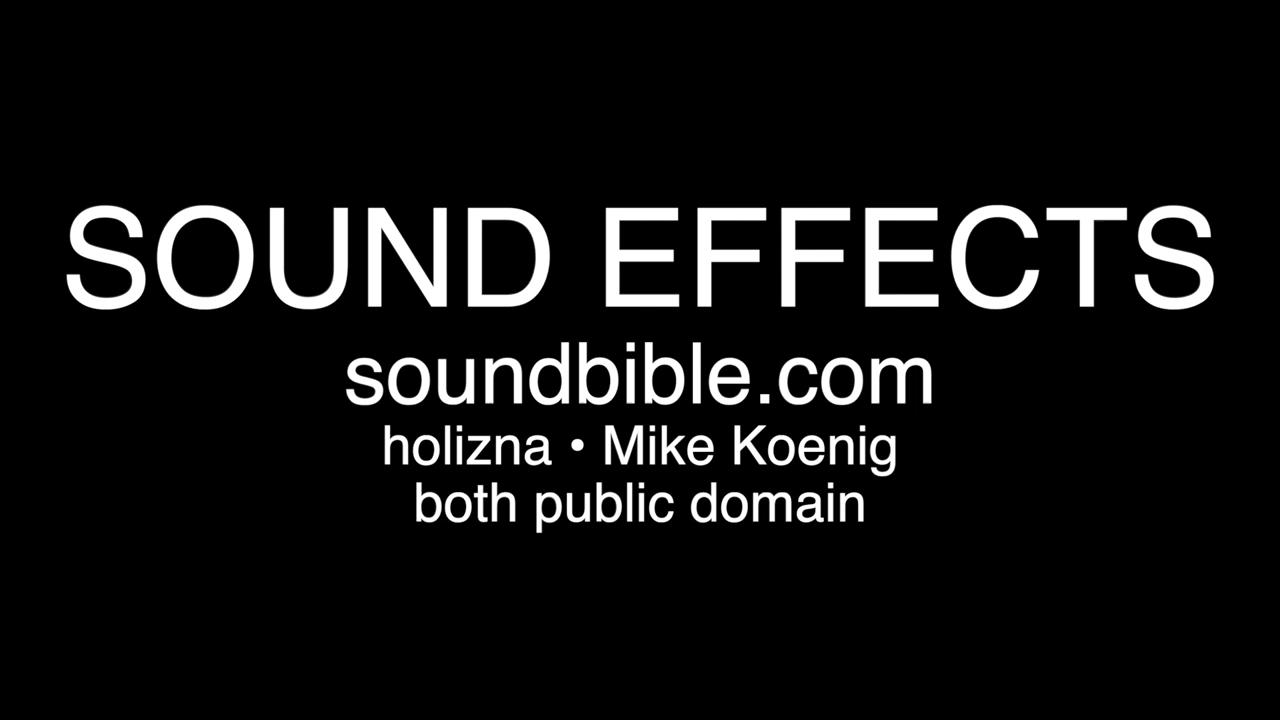 SOUND EFFECTS
soundbible.com
holizna • Mike Koenig
both public domain